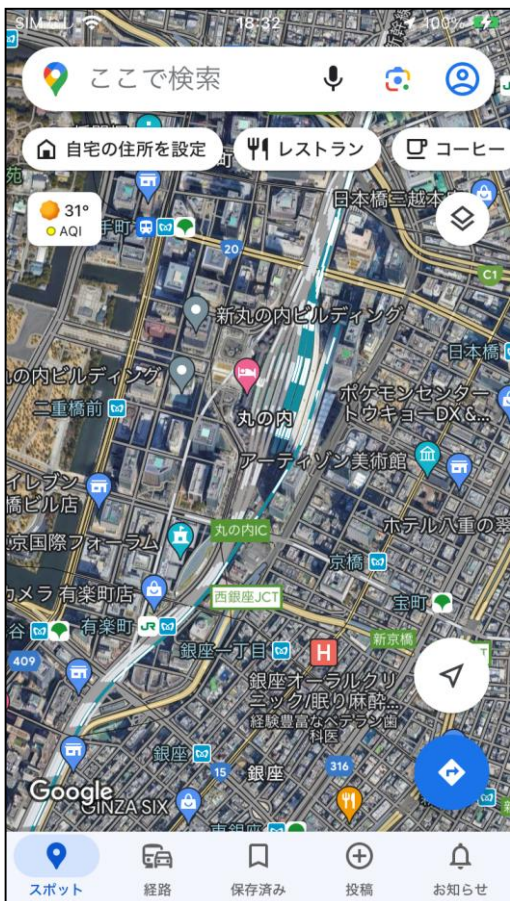 18:32
100%
ここで検索
自宅の住所を設定
レストラン
コーヒー
日本橋三越本
31°
AQI
手町
20
C1
新丸の内ビルディング
日本橋
丸の内ビルディング
ポケモンセンター
トウキョーDX &...
二重橋前
丸の内
アーティゾン美術館
イレブン
橋ビル店
丸の内IC
ホテル八重の翠
京国際フォーラム
京橋
カメラ 有楽町店
西銀座JCT
宝町
谷
有楽町
JR
新京橋
409
銀座一丁目
H
銀座オーラルクリ
ニック/眠り麻酔...
経験豊富なベテラン歯
科医
銀座
15
銀座
316
Google
GINZA SIX
東銀座
スポット
経路
保存済み
投稿
お知らせ